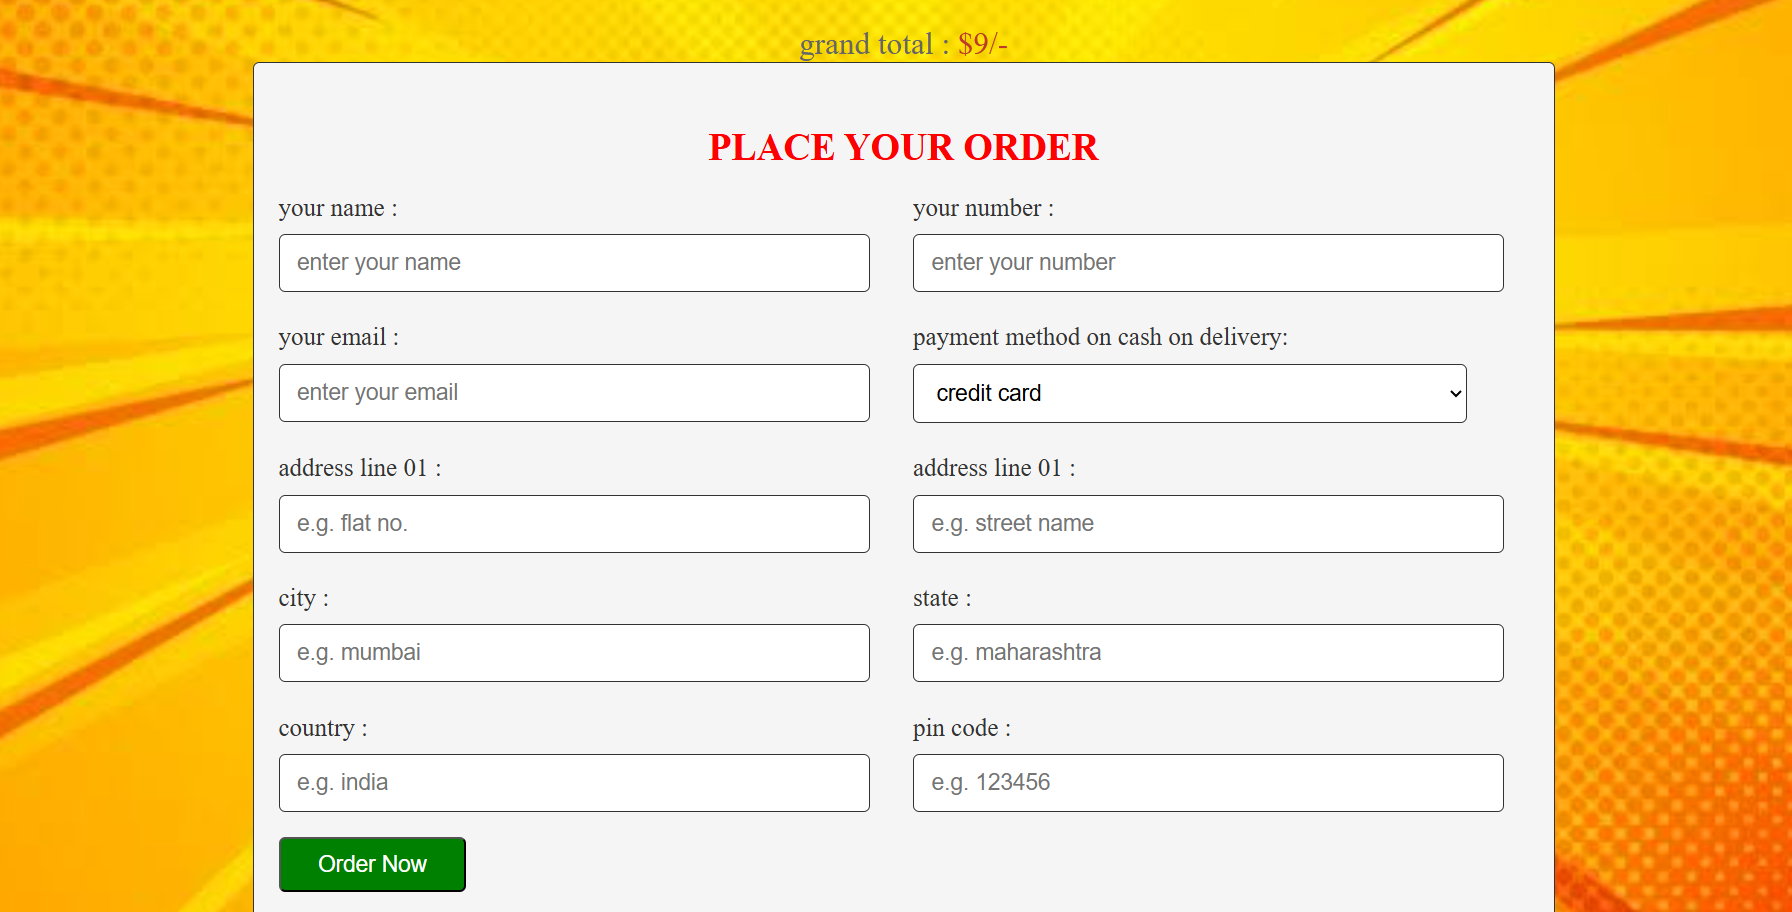 grand total : $9/-
PLACE YOUR ORDER
your name :
your number :
enter your name
enter your number
your email :
payment method on cash on delivery:
enter your email
credit card
address line 01 :
address line 01 :
e.g. flat no.
e.g. street name
city :
state :
e.g. mumbai
e.g. maharashtra
country :
pin code :
e.g. india
e.g. 123456
Order Now